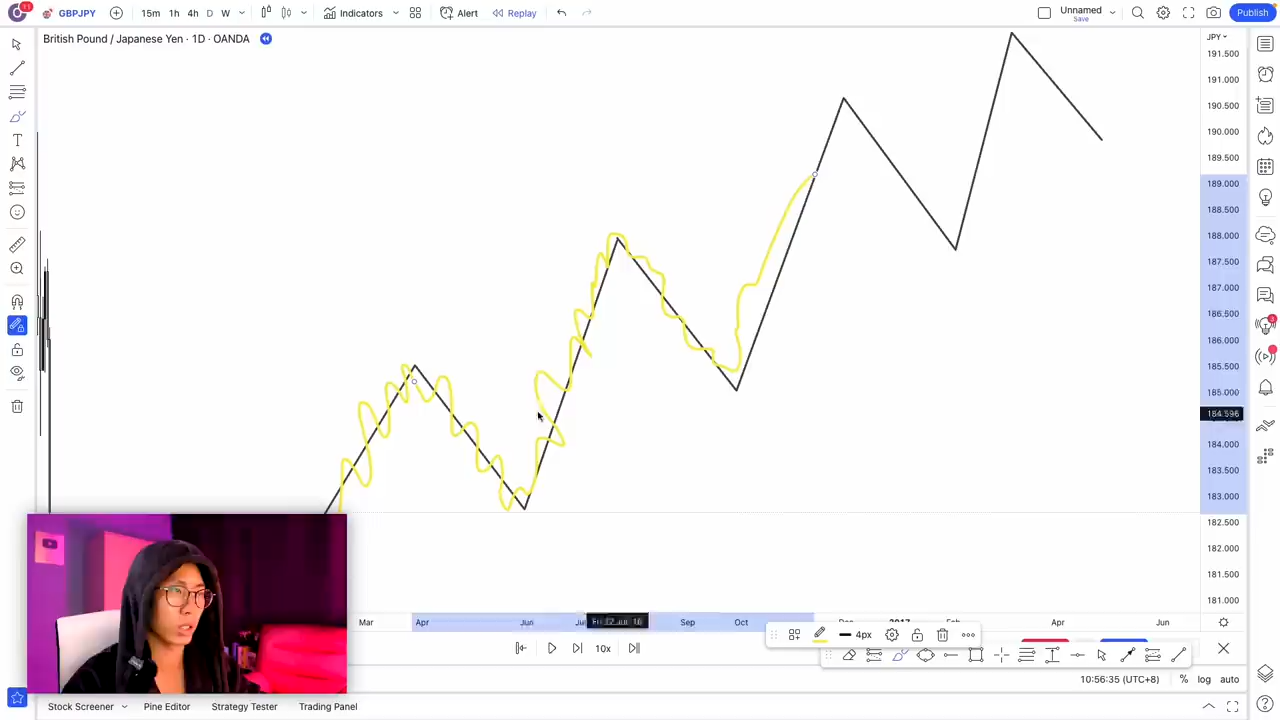 11
GBPJPY
15m 1h 4h D W
Indicators
Alert
Replay
Unnamed
Save
Publish
British Pound / Japanese Yen · 1D · OANDA
JPY
191.500
191.000
190.500
190.000
189.500
189.000
188.500
188.000
187.500
187.000
186.500
186.000
185.500
185.000
184.596
184.000
183.500
183.000
182.500
182.000
181.500
181.000
Mar Apr Jun Sep Oct 2017 Apr Jun
4px
10x
10:56:35 (UTC+8) % log auto
Stock Screener Pine Editor Strategy Tester Trading Panel